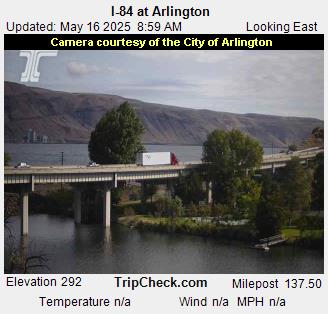 I-84 at Arlington
Updated: May 16 2025 8:59 AM Looking East
Camera courtesy of the City of Arlington
Elevation 292 TripCheck.com Milepost 137.50
Temperature n/a Wind n/a MPH n/a